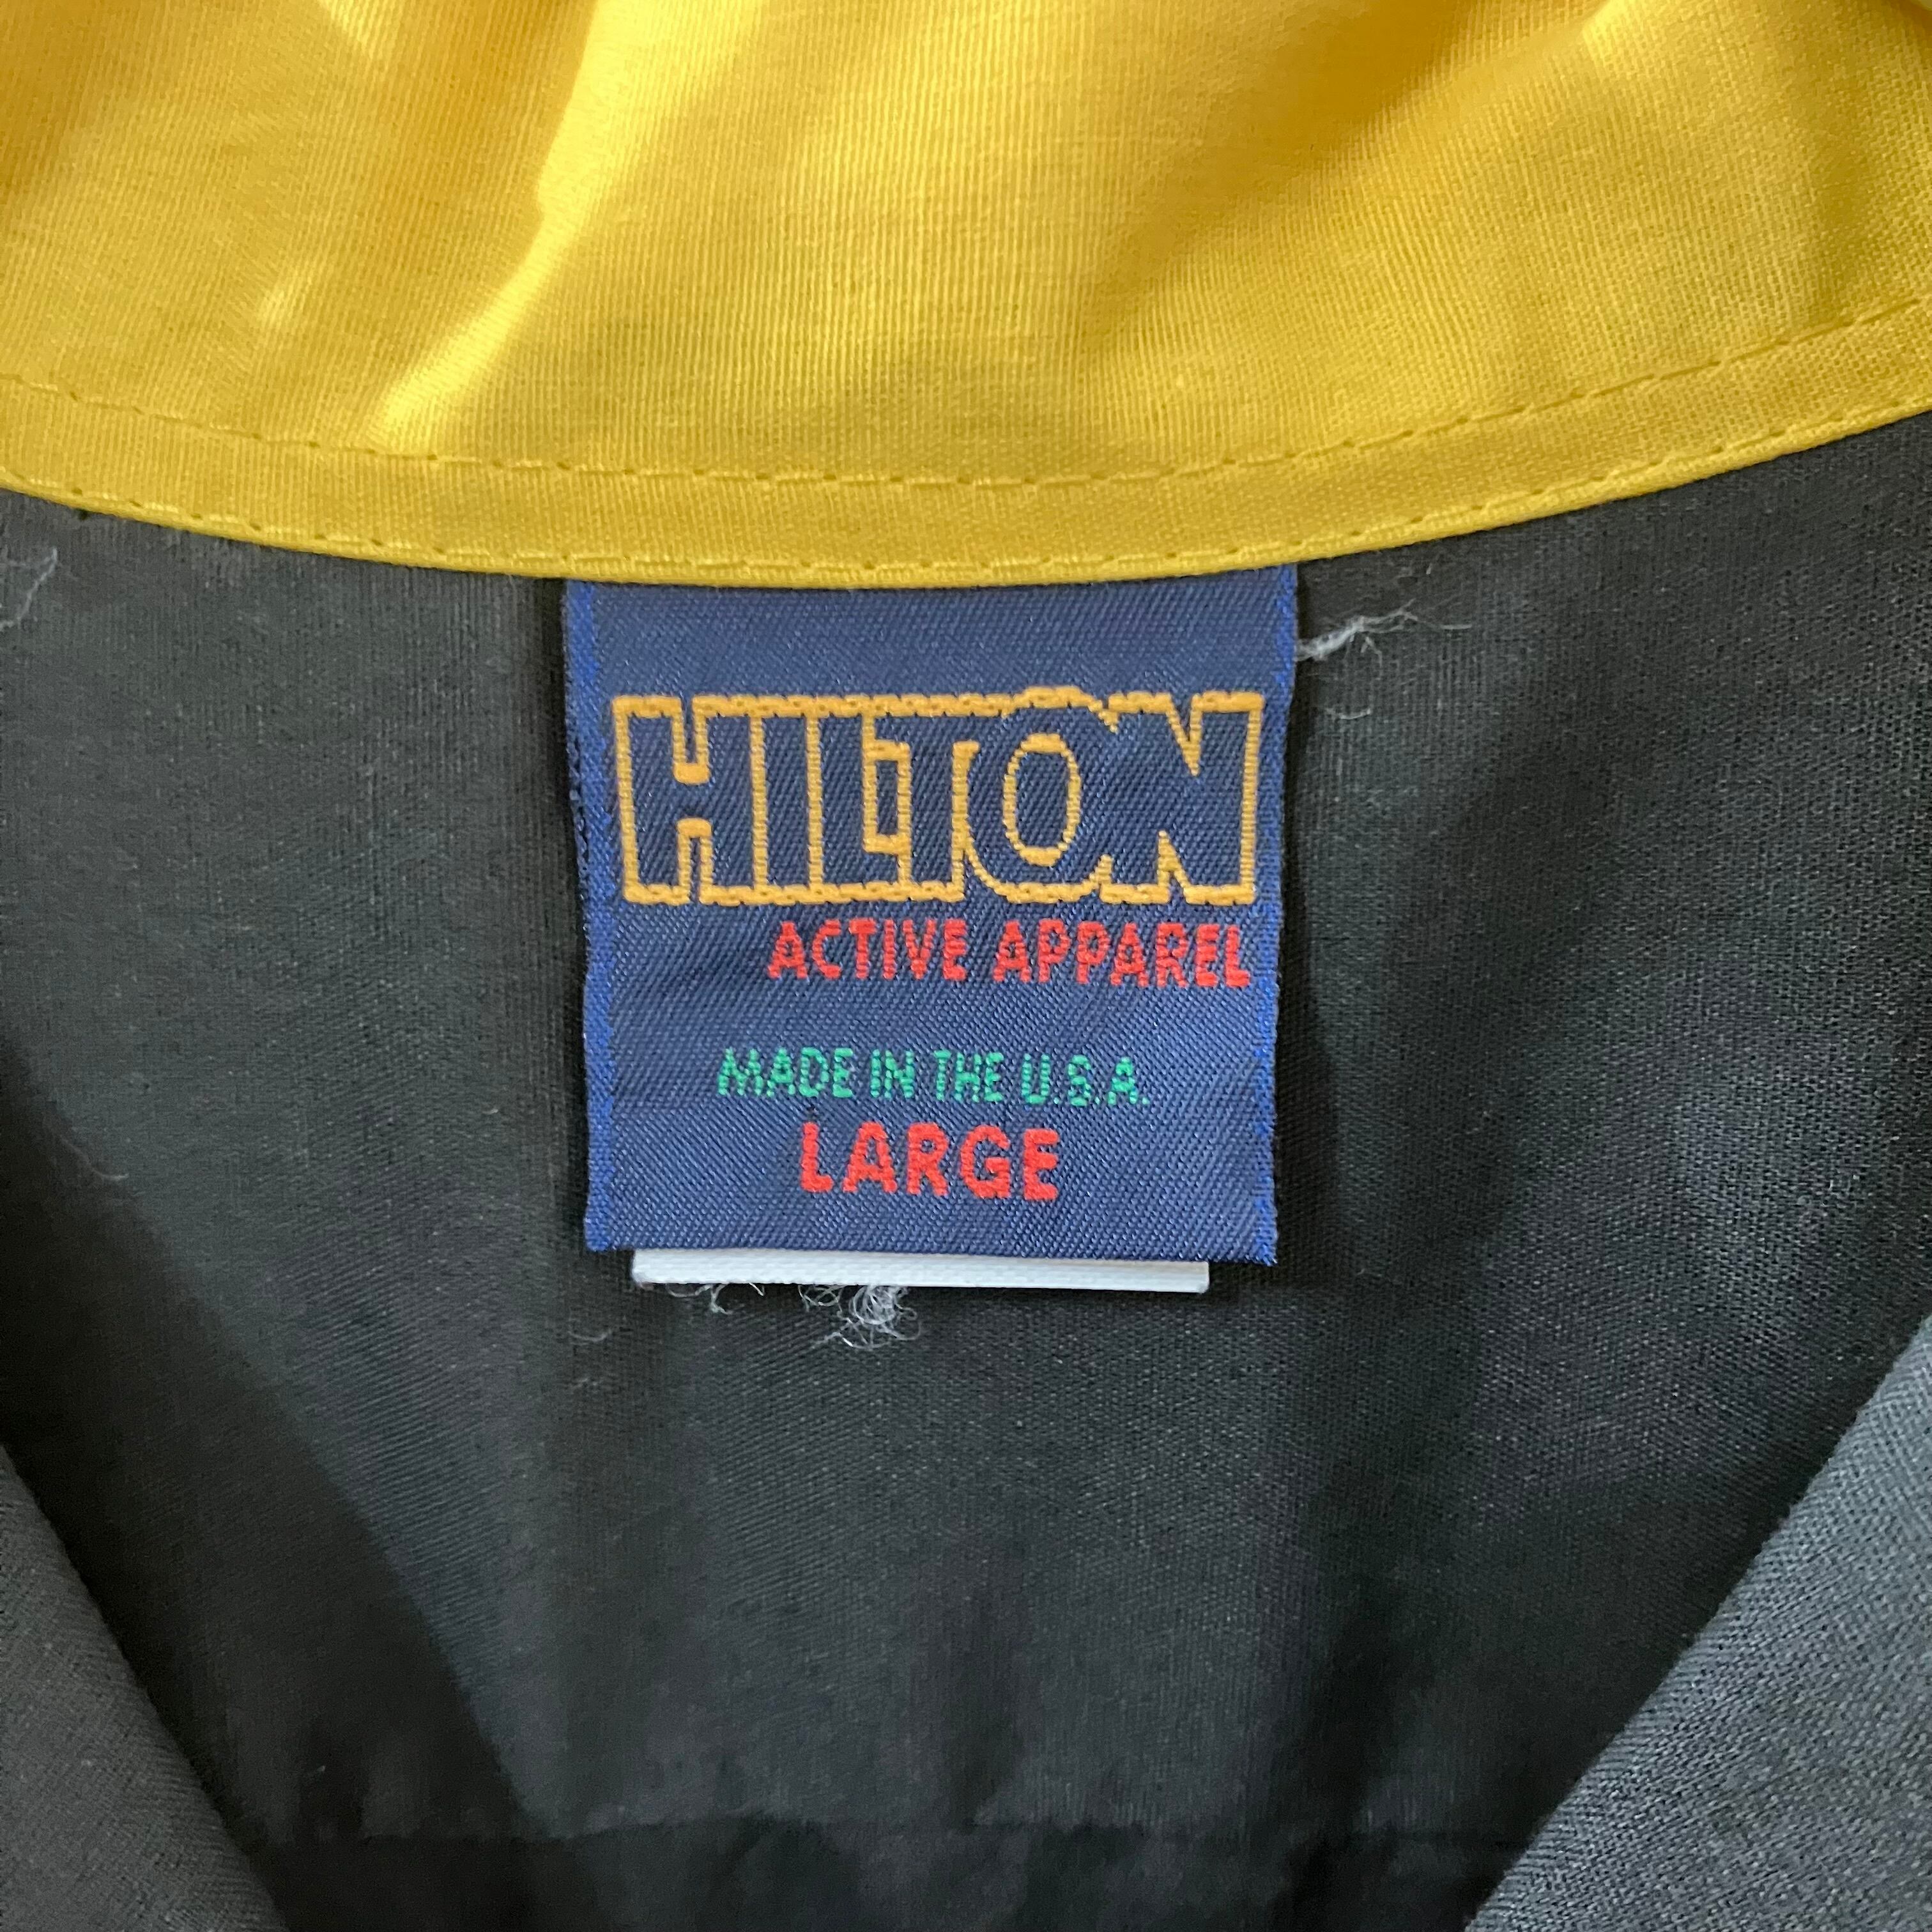 HILTON
ACTIVE APPAREL
MADE IN THE U.S.A.
LARGE